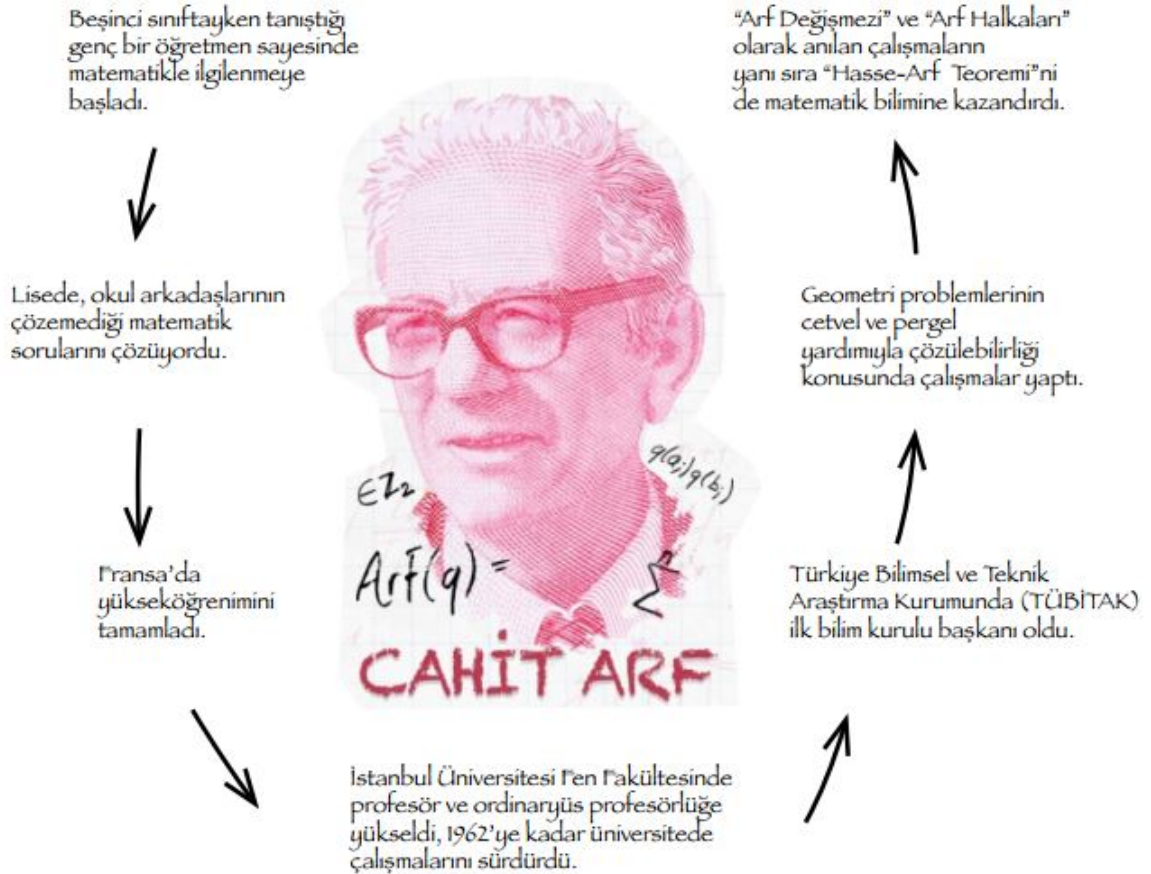 Beşinci sınıftayken tanıştığı
genç bir öğretmen sayesinde
matematikle ilgilenmeye
başladı.
Lisede, okul arkadaşlarının
çözemediği matematik
sorularını çözüyordu.
Fransa'da
yükseköğrenimini
tamamladı.
İstanbul Üniversitesi Fen Fakültesinde
profesör ve ordinaryüs profesörlüğe
yükseldi, 1962'ye kadar üniversitede
çalışmalarını sürdürdü.
Türkiye Bilimsel ve Teknik
Araştırma Kurumunda (TÜBİTAK)
ilk bilim kurulu başkanı oldu.
Geometri problemlerinin
cetvel ve pergel
yardımıyla çözülebilirliği
konusunda çalışmalar yaptı.
"Arf Değişmezi" ve "Arf Halkaları"
olarak anılan çalışmaların
yanı sıra "Hasse-Arf Teoremi"ni
de matematik bilimine kazandırdı.
∈Z₂
q(aᵢ)q(bᵢ)
Arf(q) =
Σⁿ
CAHİT ARF